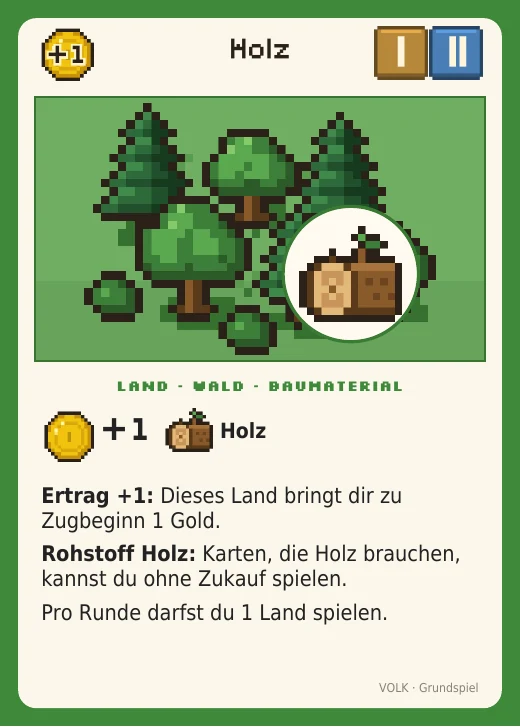 +1 Holz I II
LAND - WALD - BAUMATERIAL
+1 Holz
Ertrag +1: Dieses Land bringt dir zu
Zugbeginn 1 Gold.
Rohstoff Holz: Karten, die Holz brauchen,
kannst du ohne Zukauf spielen.
Pro Runde darfst du 1 Land spielen.
VOLK · Grundspiel